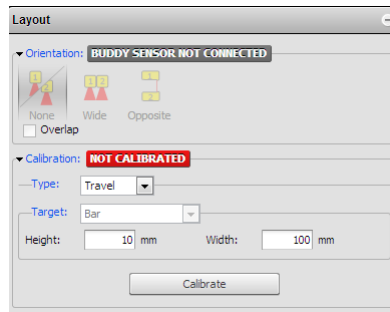 Layout
Orientation: BUDDY SENSOR NOT CONNECTED
1 2 1 2 1
2
None Wide Opposite
Overlap
Calibration: NOT CALIBRATED
Type: Travel
Target: Bar
Height: 10 mm Width: 100 mm
Calibrate